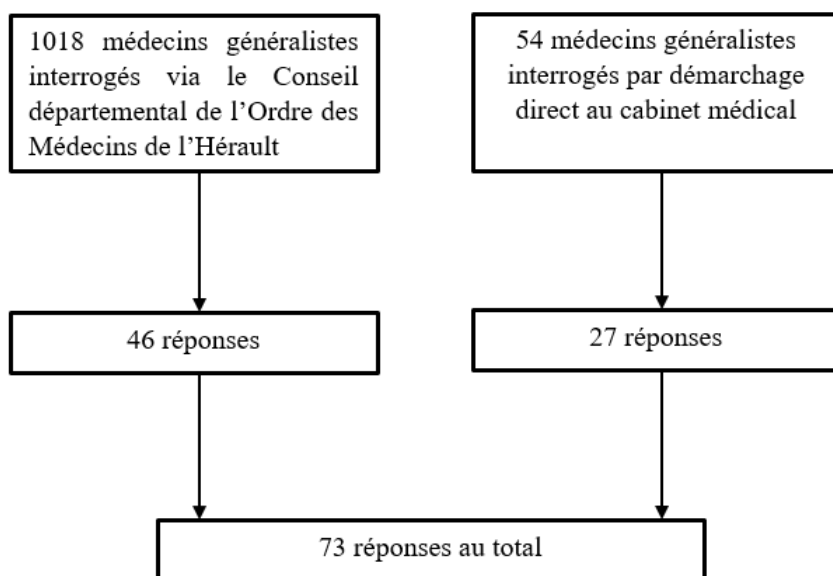 1018 médecins généralistes
interrogés via le Conseil
départemental de l'Ordre des
Médecins de l'Hérault
54 médecins généralistes
interrogés par démarchage
direct au cabinet médical
46 réponses
27 réponses
73 réponses au total